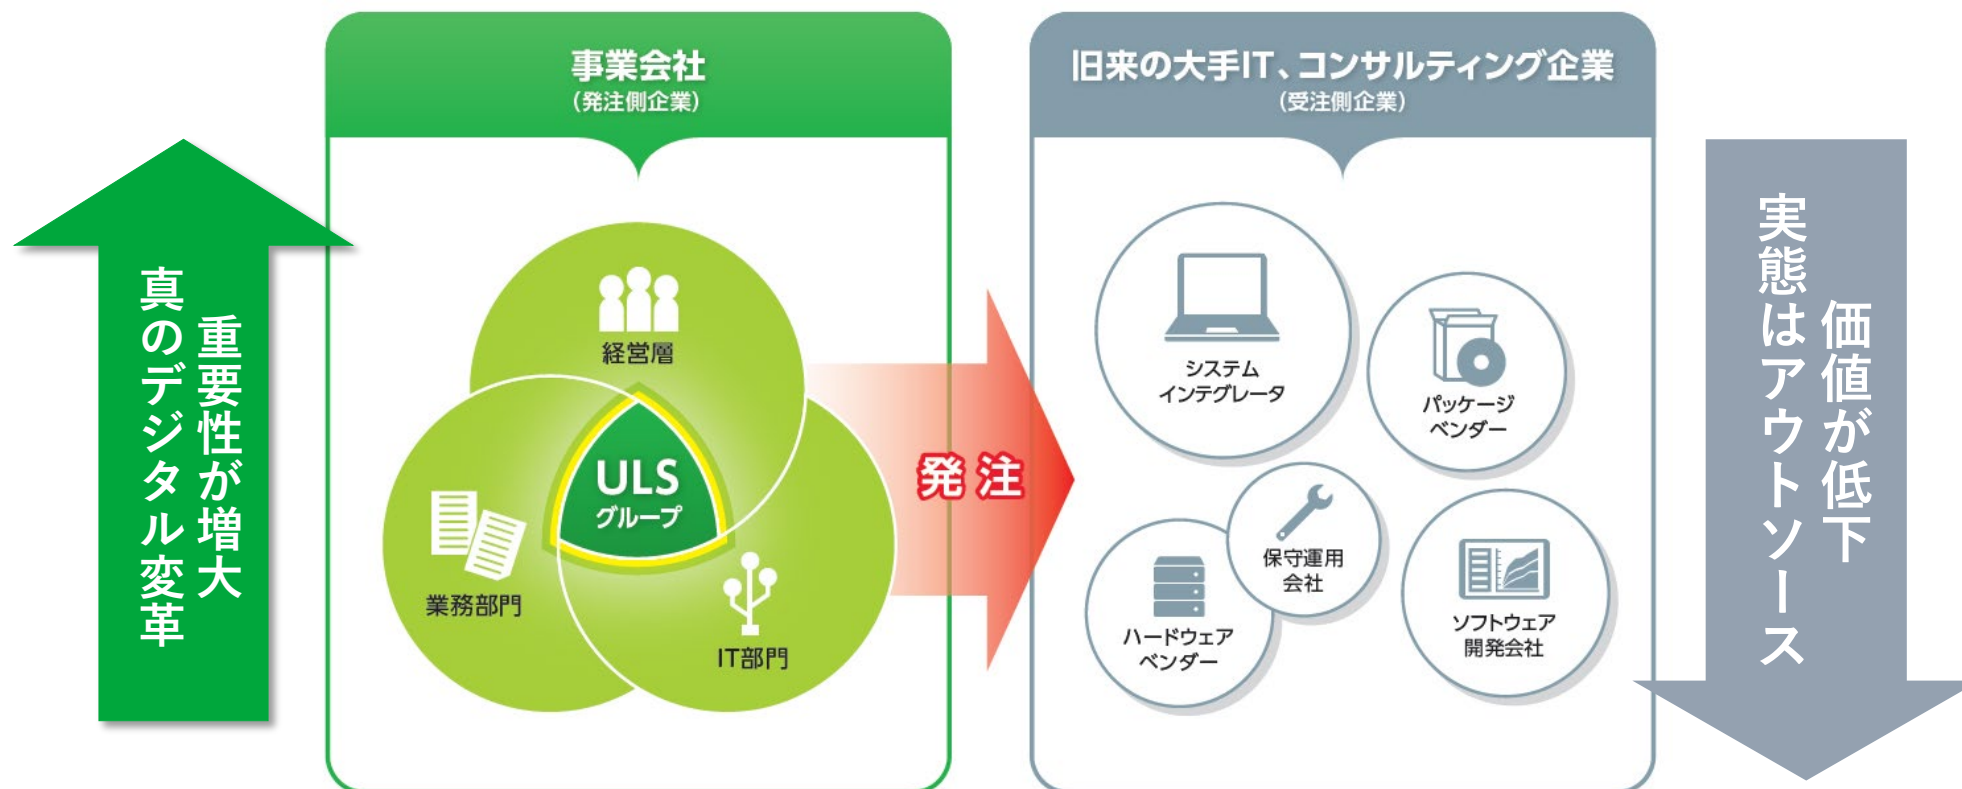 事業会社
（発注側企業）
旧来の大手IT、コンサルティング企業
（受注側企業）
重要性が増大
真のデジタル変革
経営層
ULS
グループ
業務部門
IT部門
発注
システム
インテグレータ
パッケージ
ベンダー
保守運用
会社
ハードウェア
ベンダー
ソフトウェア
開発会社
価値が低下
実態はアウトソース